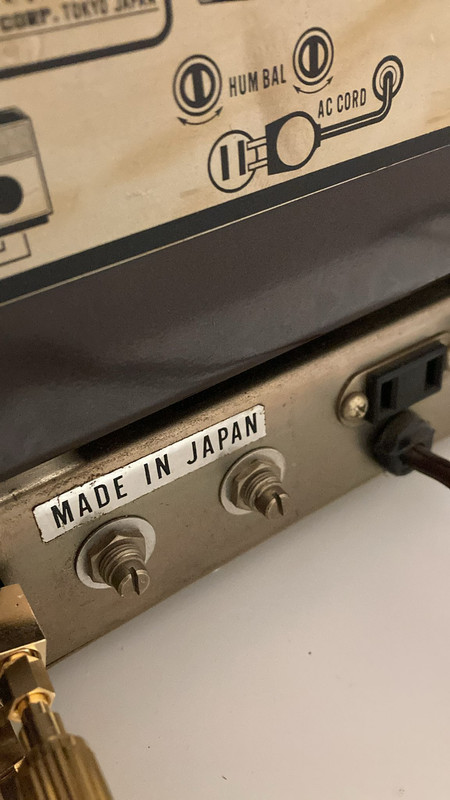 COMP. TOKYO JAPAN
HUM BAL
AC CORD
MADE IN JAPAN